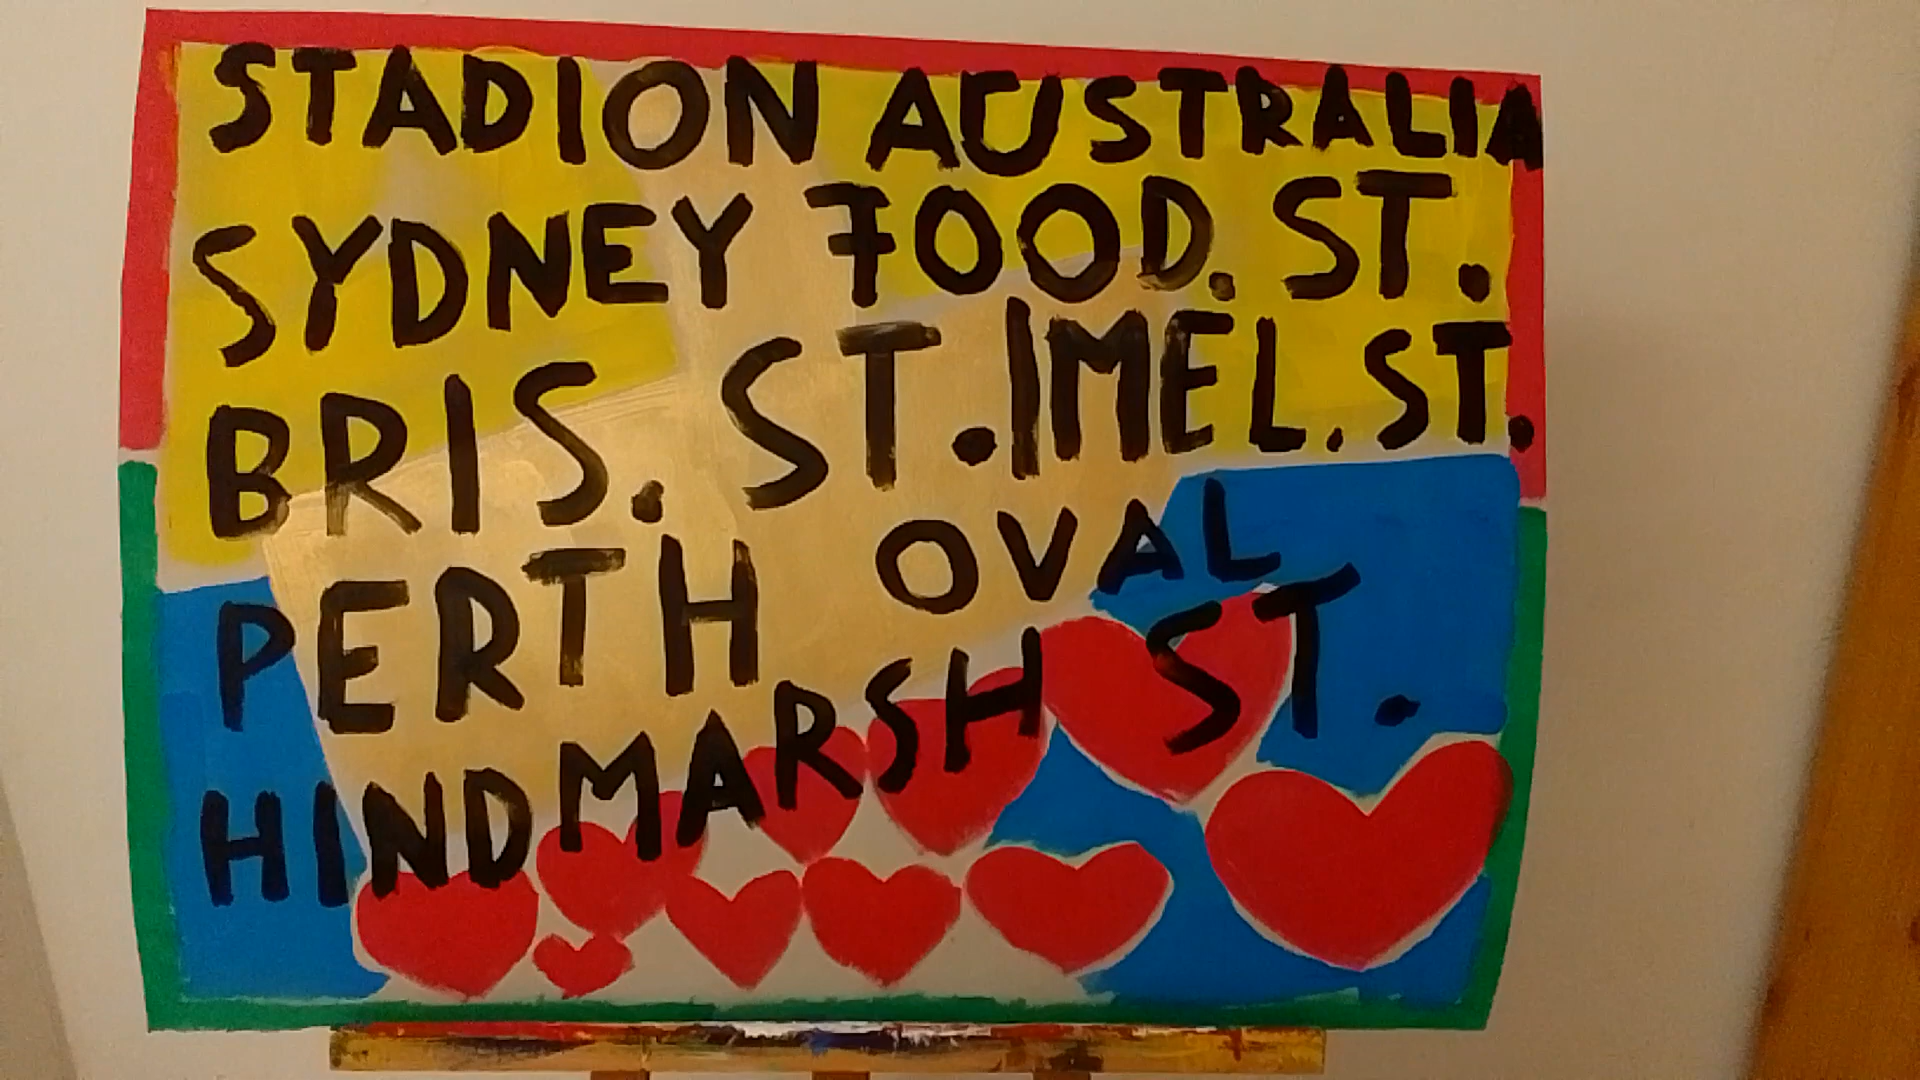 STADION AUSTRALIA
SYDNEY FOOD. ST.
BRIS. ST. | MEL. ST.
PERTH OVAL
HINDMARSH ST.